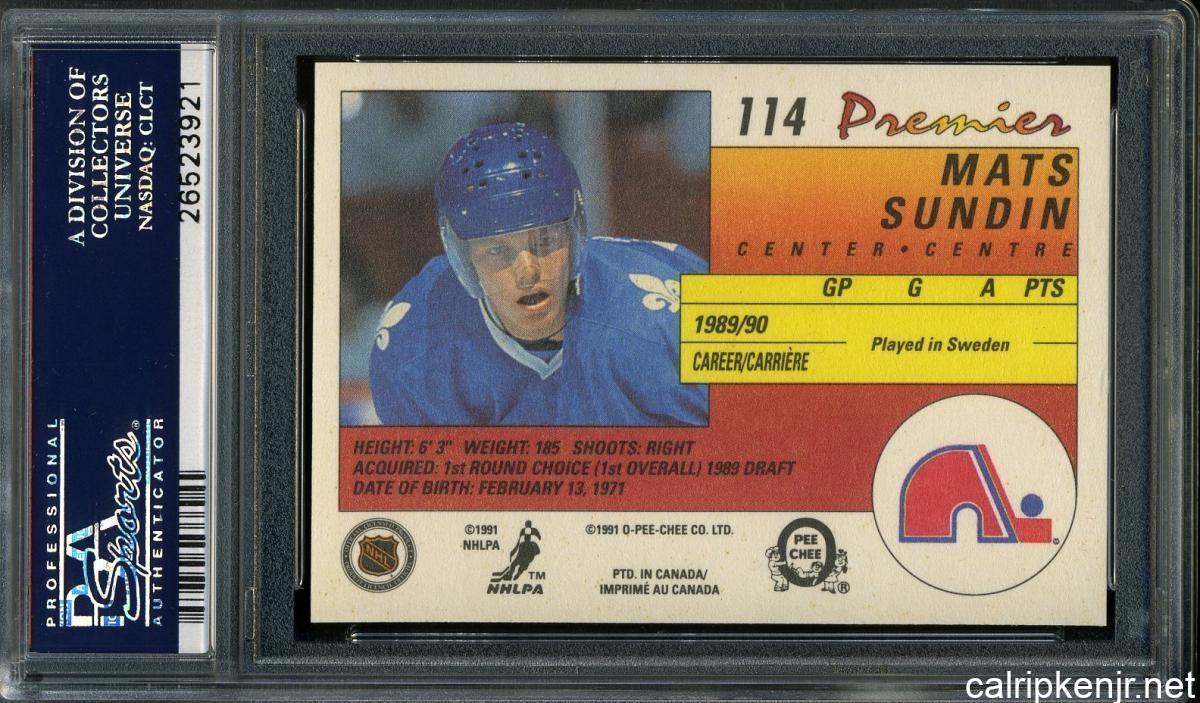 A DIVISION OF
COLLECTORS
UNIVERSE
NASDAQ: CLCT
26523921
PROFESSIONAL
PSA
Sports
AUTHENTICATOR
114 Premier
MATS
SUNDIN
CENTER • CENTRE
GP G A PTS
1989/90
Played in Sweden
CAREER/CARRIÈRE
HEIGHT: 6' 3" WEIGHT: 185 SHOOTS: RIGHT
ACQUIRED: 1st ROUND CHOICE (1st OVERALL) 1989 DRAFT
DATE OF BIRTH: FEBRUARY 13, 1971
NHL
©1991
NHLPA
NHLPA TM
©1991 O-PEE-CHEE CO. LTD.
PTD. IN CANADA/
IMPRIMÉ AU CANADA
O
PEE
CHEE
®
calripkenjr.net